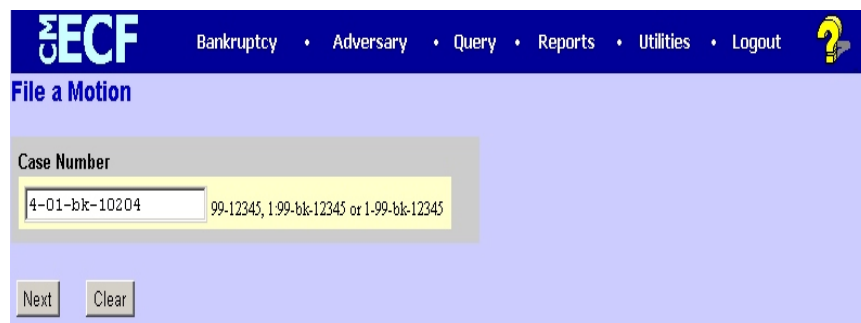 CM ECF Bankruptcy • Adversary • Query • Reports • Utilities • Logout ?
File a Motion
Case Number
4-01-bk-10204 99-12345, 1:99-bk-12345 or 1-99-bk-12345
Next Clear